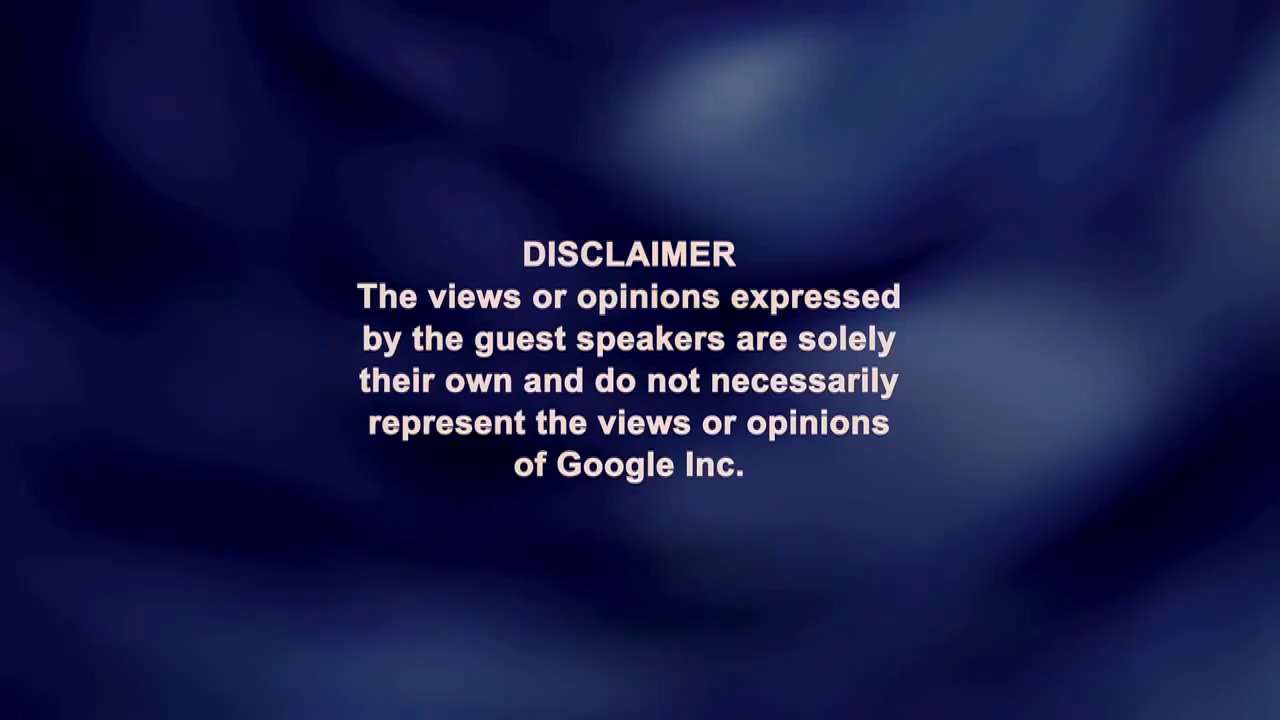 DISCLAIMER
The views or opinions expressed
by the guest speakers are solely
their own and do not necessarily
represent the views or opinions
of Google Inc.